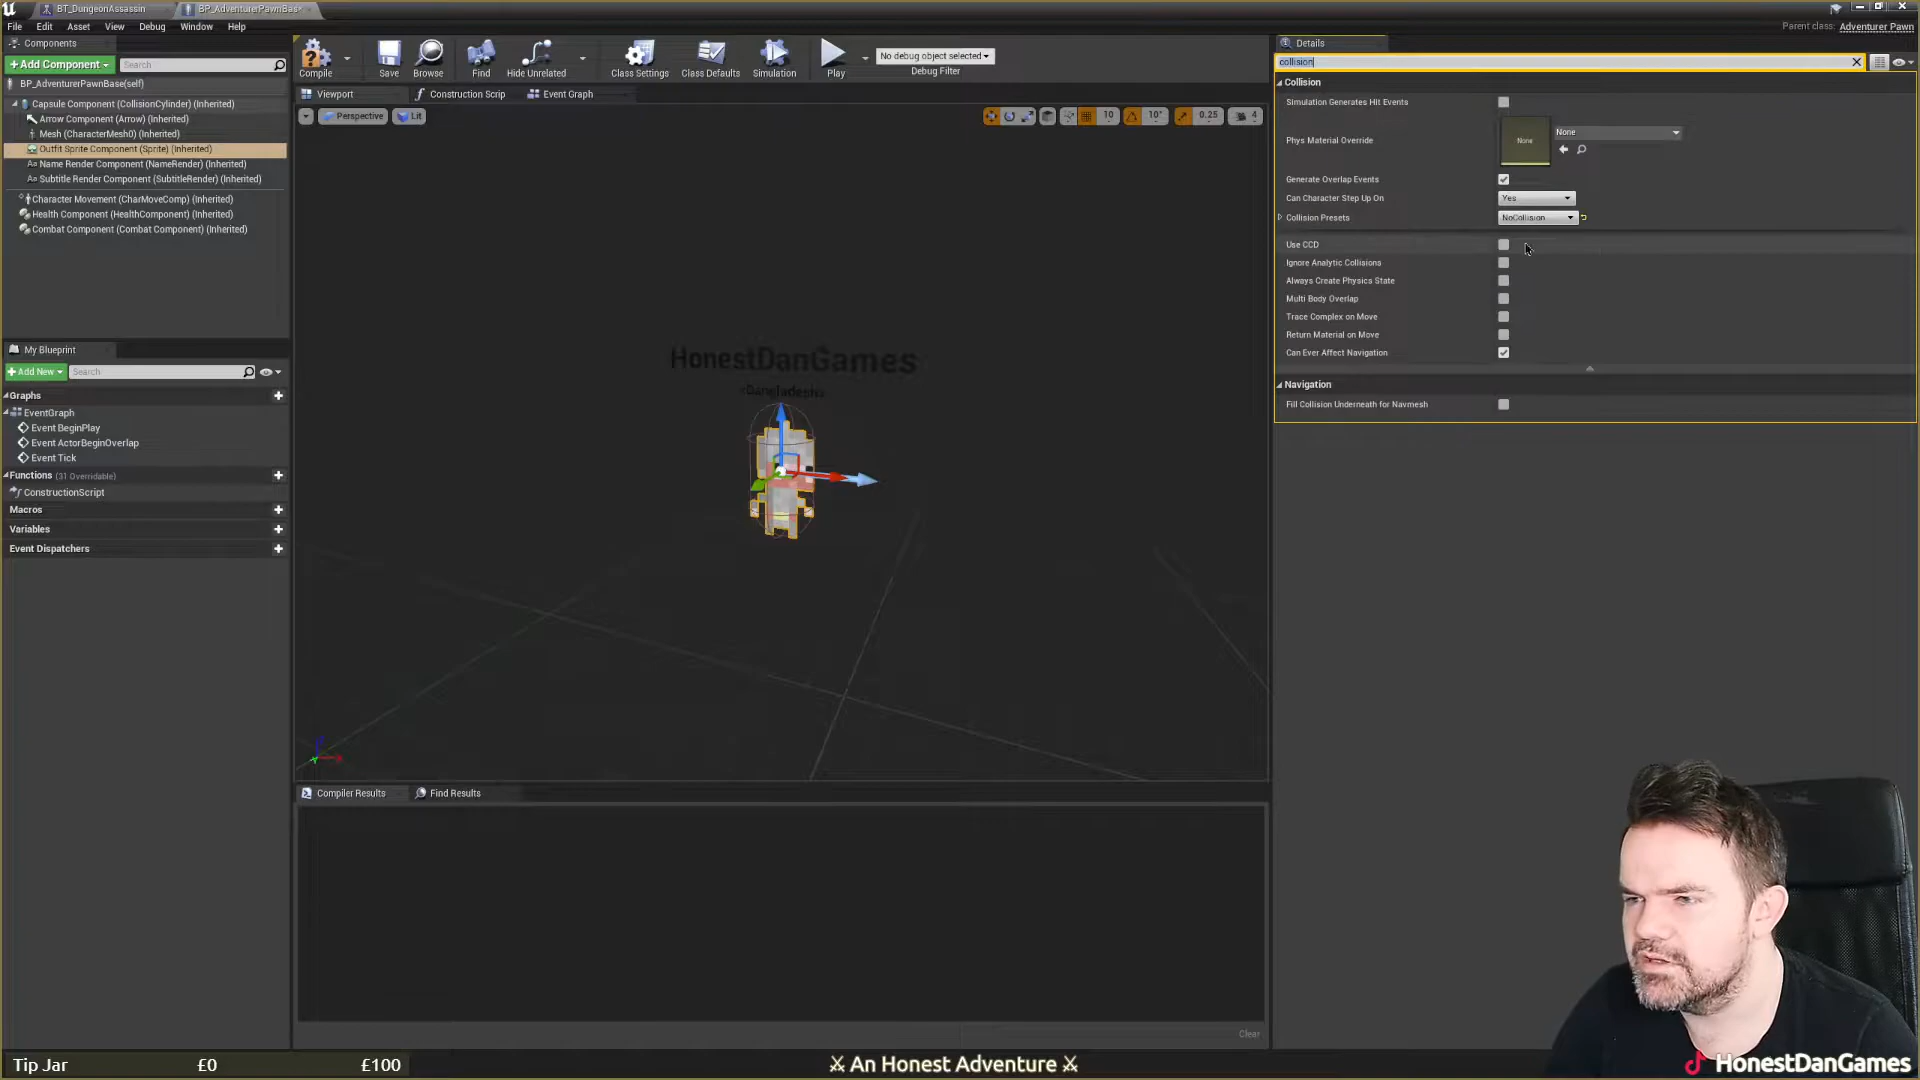 BT_DungeonAssassin
BP_AdventurerPawnBase
File Edit Asset View Debug Window Help
Parent class: Adventurer Pawn
Components
+ Add Component
Search
BP_AdventurerPawnBase(self)
Capsule Component (CollisionCylinder) (Inherited)
Arrow Component (Arrow) (Inherited)
Mesh (CharacterMesh0) (Inherited)
Outfit Sprite Component (Sprite) (Inherited)
Name Render Component (NameRender) (Inherited)
Subtitle Render Component (SubtitleRender) (Inherited)
Character Movement (CharMoveComp) (Inherited)
Health Component (HealthComponent) (Inherited)
Combat Component (Combat Component) (Inherited)
My Blueprint
+ Add New
Search
Graphs
EventGraph
Event BeginPlay
Event ActorBeginOverlap
Event Tick
Functions (31 Overridable)
ConstructionScript
Macros
Variables
Event Dispatchers
Compile
Save
Browse
Find
Hide Unrelated
Class Settings
Class Defaults
Simulation
Play
No debug object selected
Debug Filter
Viewport
Construction Scrip
Event Graph
Perspective
Lit
10
10°
0.25
4
HonestDanGames
Compiler Results
Find Results
Clear
Details
collision
Collision
Simulation Generates Hit Events
Phys Material Override
None
None
Generate Overlap Events
Can Character Step Up On
Yes
Collision Presets
NoCollision
Use CCD
Ignore Analytic Collisions
Always Create Physics State
Multi Body Overlap
Trace Complex on Move
Return Material on Move
Can Ever Affect Navigation
Navigation
Fill Collision Underneath for Navmesh
Tip Jar
£0
£100
An Honest Adventure
HonestDanGames